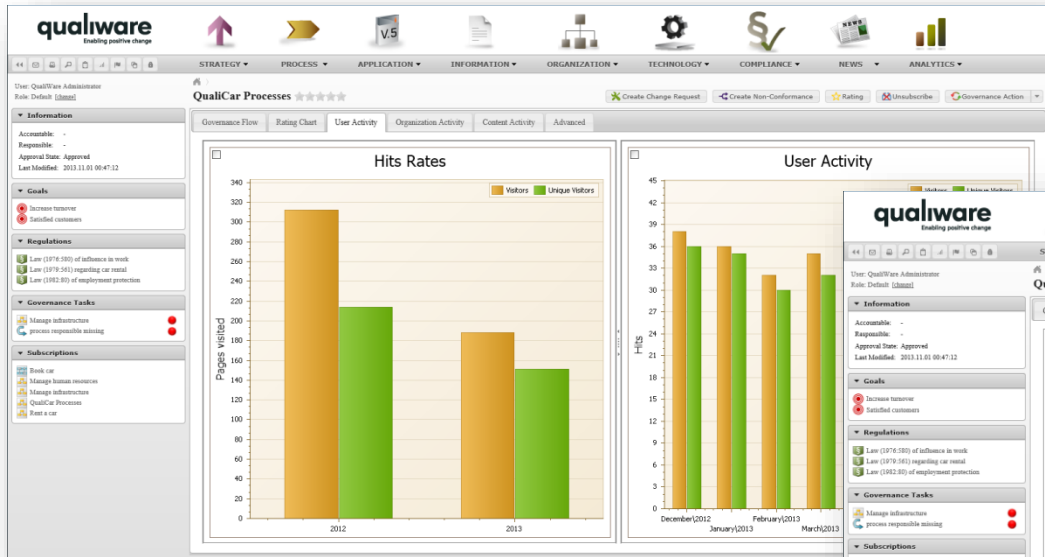 qualiware
Enabling positive change
V.5
NEWS
STRATEGY ▾ PROCESS ▾ APPLICATION ▾ INFORMATION ▾ ORGANIZATION ▾ TECHNOLOGY ▾ COMPLIANCE ▾ NEWS ▾ ANALYTICS ▾
User: QualiWare Administrator
Role: Default [change]
QualiCar Processes
Create Change Request Create Non-Conformance Rating Unsubscribe Governance Action
Governance Flow Rating Chart User Activity Organization Activity Content Activity Advanced
Information
Accountable: -
Responsible: -
Approval State: Approved
Last Modified: 2013.11.01 00:47:12
Goals
Increase turnover
Satisfied customers
Regulations
Law (1976:580) of influence in work
Law (1979:561) regarding car rental
Law (1982:80) of employment protection
Governance Tasks
Manage infrastructure
process responsible missing
Subscriptions
Book car
Manage human resources
Manage infrastructure
QualiCar Processes
Rent a car
Hits Rates
Visitors Unique Visitors
Pages visited
340
320
300
280
260
240
220
200
180
160
140
120
100
80
60
40
20
0
2012 2013
User Activity
Visitors Unique Visitors
Hits
45
42
39
36
33
30
27
24
21
18
15
12
9
6
3
0
December\2012 February\2013
January\2013 March\2013
qualiware
Enabling positive change
S
User: QualiWare Administrator
Role: Default [change]
Qu
Information
Accountable: -
Responsible: -
Approval State: Approved
Last Modified: 2013.11.01 00:47:12
Goals
Increase turnover
Satisfied customers
Regulations
Law (1976:580) of influence in work
Law (1979:561) regarding car rental
Law (1982:80) of employment protection
Governance Tasks
Manage infrastructure
process responsible missing
Subscriptions